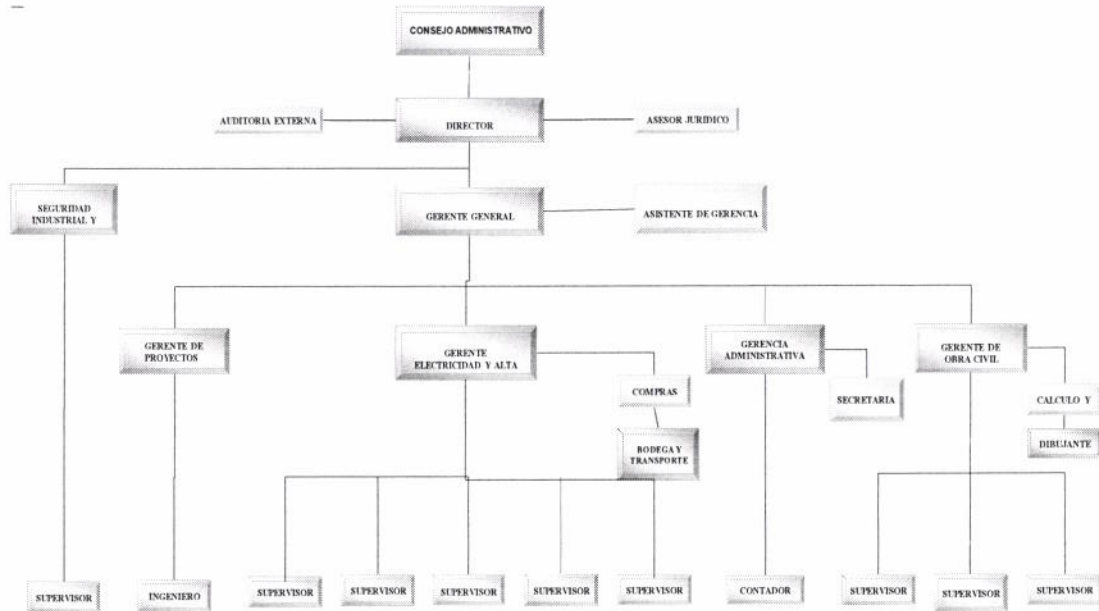 CONSEJO ADMINISTRATIVO
AUDITORIA EXTERNA
DIRECTOR
ASESOR JURIDICO
SEGURIDAD
INDUSTRIAL Y
GERENTE GENERAL
ASISTENTE DE GERENCIA
GERENTE DE
PROYECTOS
GERENTE
ELECTRICIDAD Y ALTA
GERENCIA
ADMINISTRATIVA
GERENTE DE
OBRA CIVIL
COMPRAS
SECRETARIA
CALCULO Y
BODEGA Y
TRANSPORTE
DIBUJANTE
SUPERVISOR
INGENIERO
SUPERVISOR
SUPERVISOR
SUPERVISOR
SUPERVISOR
SUPERVISOR
CONTADOR
SUPERVISOR
SUPERVISOR
SUPERVISOR